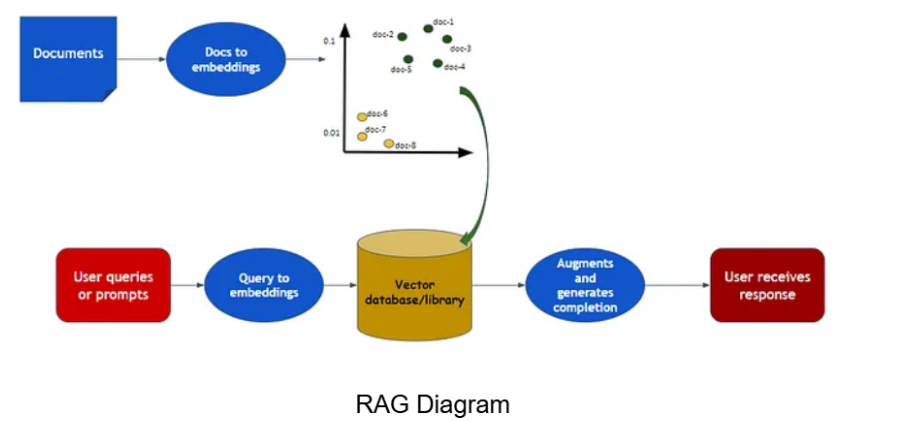 Documents
Docs to
embeddings
0.1
doc-1
doc-2
doc-3
doc-4
doc-5
doc-6
0.01
doc-7
doc-8
User queries
or prompts
Query to
embeddings
Vector
database/library
Augments
and
generates
completion
User receives
response
RAG Diagram